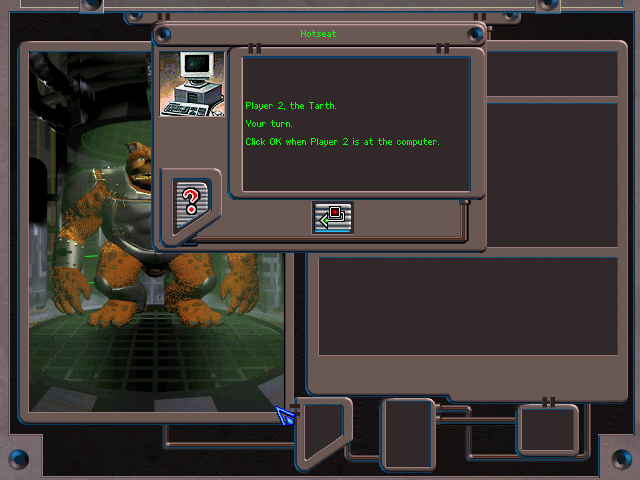 Hotseat
Player 2, the Tarth.
Your turn.
Click OK when Player 2 is at the computer.